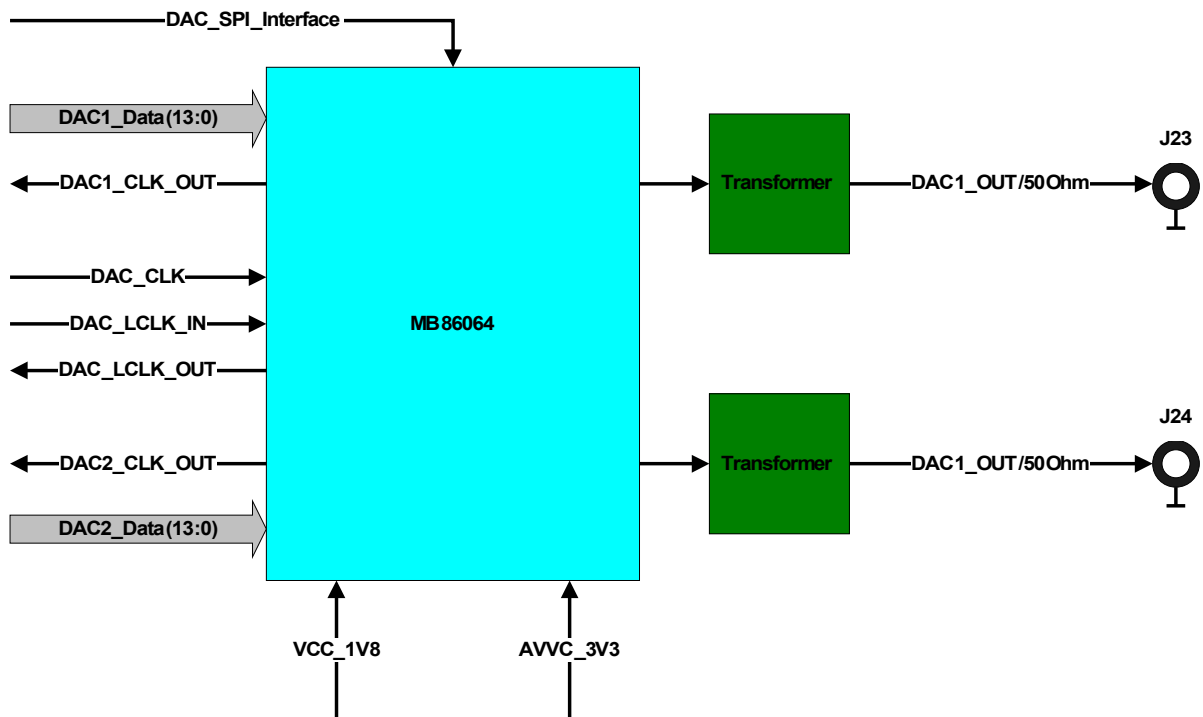 DAC_SPI_Interface
DAC1_Data(13:0)
J23
DAC1_CLK_OUT
Transformer
DAC1_OUT/50Ohm
DAC_CLK
DAC_LCLK_IN
MB86064
DAC_LCLK_OUT
J24
DAC2_CLK_OUT
Transformer
DAC1_OUT/50Ohm
DAC2_Data(13:0)
VCC_1V8
AVVC_3V3